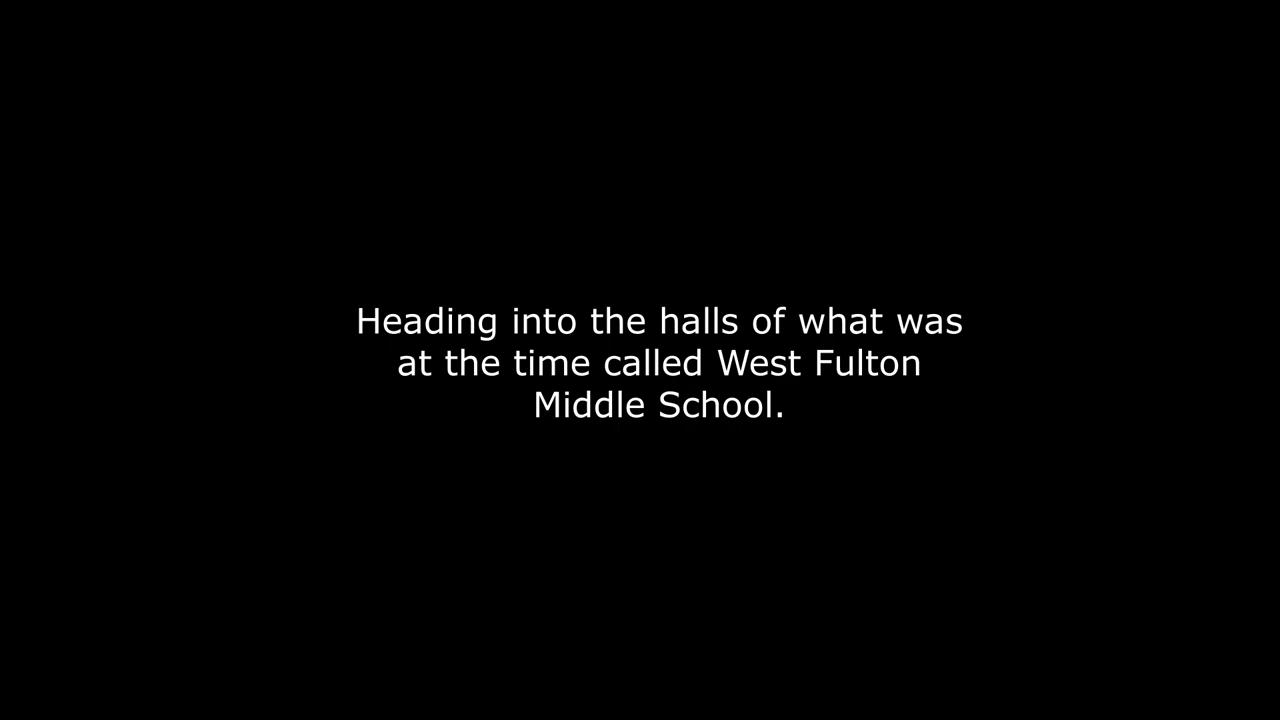 Heading into the halls of what was
at the time called West Fulton
Middle School.